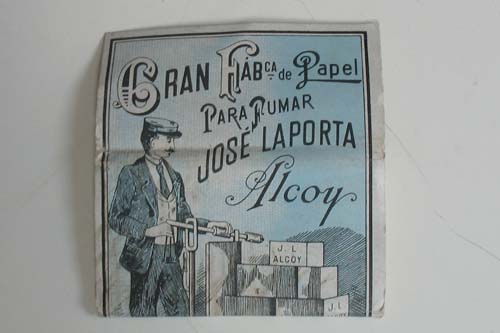 GRAN FÁBCA. de Papel
PARA FUMAR
JOSÉ LAPORTA
Alcoy
J. L
ALCOY
J L